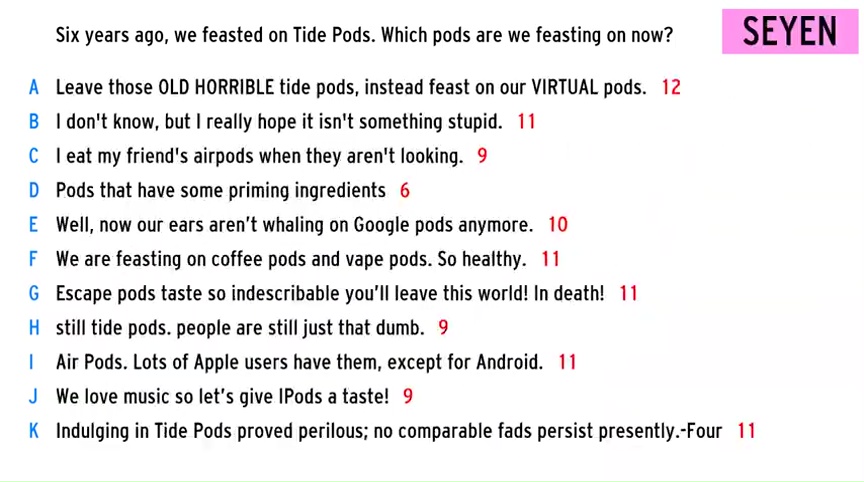 Six years ago, we feasted on Tide Pods. Which pods are we feasting on now?
SEYEN
A Leave those OLD HORRIBLE tide pods, instead feast on our VIRTUAL pods. 12
B I don't know, but I really hope it isn't something stupid. 11
C I eat my friend's airpods when they aren't looking. 9
D Pods that have some priming ingredients 6
E Well, now our ears aren’t whaling on Google pods anymore. 10
F We are feasting on coffee pods and vape pods. So healthy. 11
G Escape pods taste so indescribable you’ll leave this world! In death! 11
H still tide pods. people are still just that dumb. 9
I Air Pods. Lots of Apple users have them, except for Android. 11
J We love music so let’s give IPods a taste! 9
K Indulging in Tide Pods proved perilous; no comparable fads persist presently.-Four 11